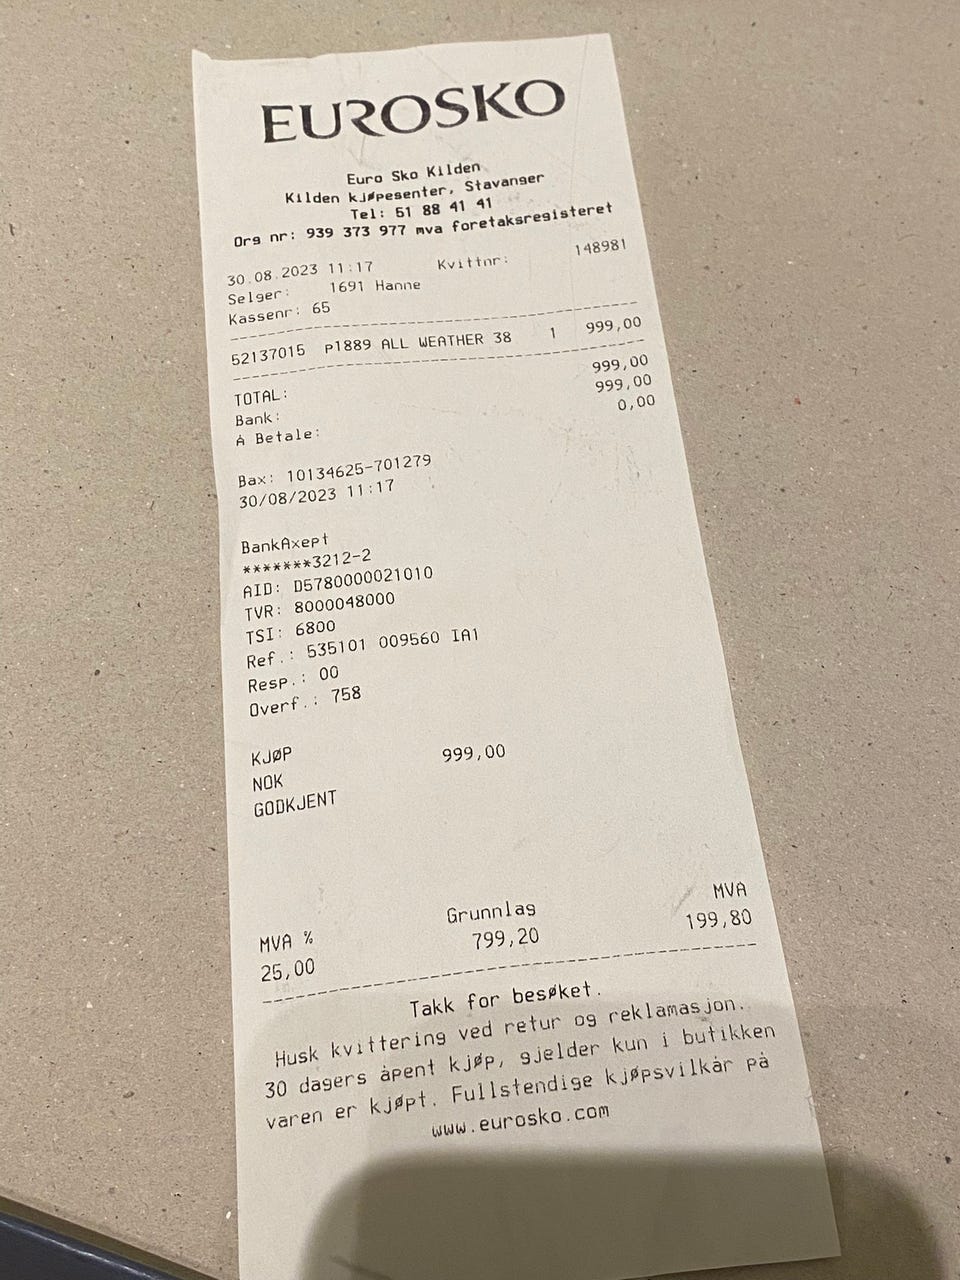 EUROSKO
Euro Sko Kilden
Kilden kjøpesenter, Stavanger
Tel: 51 88 41 41
Org nr: 939 373 977 mva foretaksregisteret
30.08.2023 11:17 Kvittnr: 148981
Selger: 1691 Hanne
Kassenr: 65
52137015 P1889 ALL WEATHER 38 1 999,00
TOTAL: 999,00
Bank: 999,00
Å Betale: 0,00
Bax: 10134625-701279
30/08/2023 11:17
BankAxept
*******3212-2
AID: D5780000021010
TVR: 8000048000
TSI: 6800
Ref.: 535101 009560 IA1
Resp.: 00
Overf.: 758
KJØP 999,00
NOK
GODKJENT
MVA % Grunnlag MVA
25,00 799,20 199,80
Takk for besøket.
Husk kvittering ved retur og reklamasjon.
30 dagers åpent kjøp, gjelder kun i butikken
varen er kjøpt. Fullstendige kjøpsvilkår på
www.eurosko.com